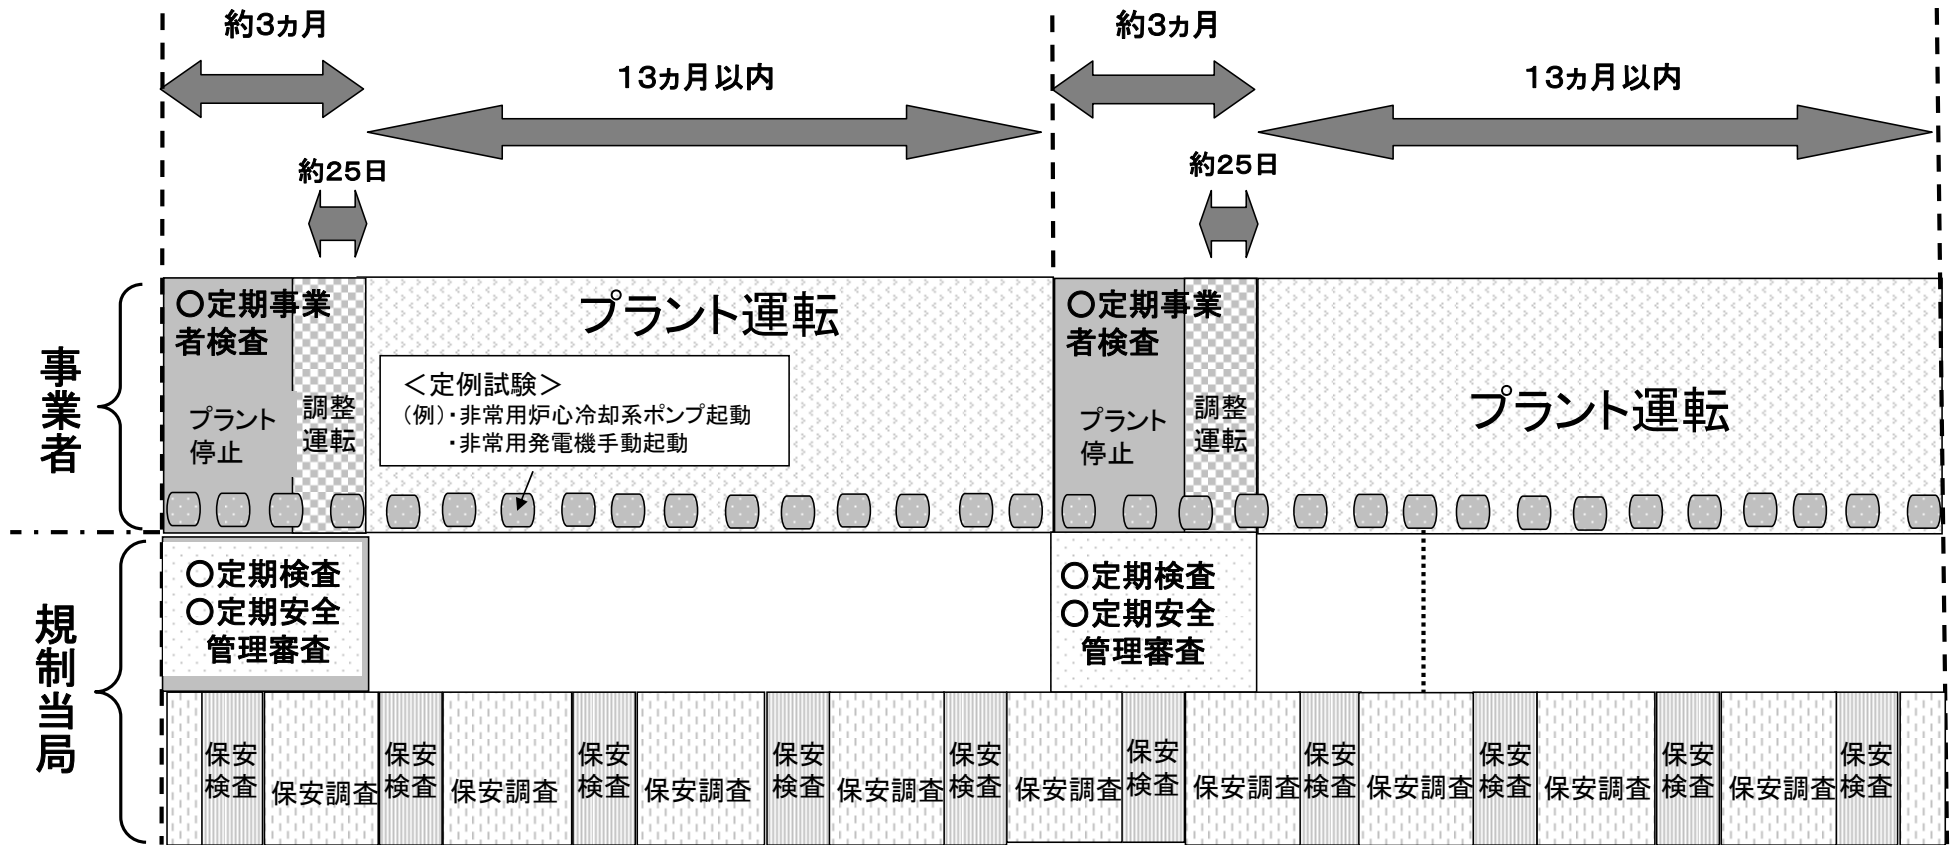 約3ヵ月
約3ヵ月
13ヵ月以内
13ヵ月以内
約25日
約25日
事業者
〇定期事業
者検査
プラント
停止
調整
運転
プラント運転
＜定例試験＞
（例）・非常用炉心冷却系ポンプ起動
・非常用発電機手動起動
〇定期事業
者検査
プラント
停止
調整
運転
プラント運転
規制当局
〇定期検査
〇定期安全
管理審査
〇定期検査
〇定期安全
管理審査
保安
検査
保安調査
保安
検査
保安調査
保安
検査
保安調査
保安
検査
保安調査
保安
検査
保安調査
保安
検査
保安調査
保安
検査
保安調査
保安
検査
保安調査
保安
検査
保安調査
保安
検査